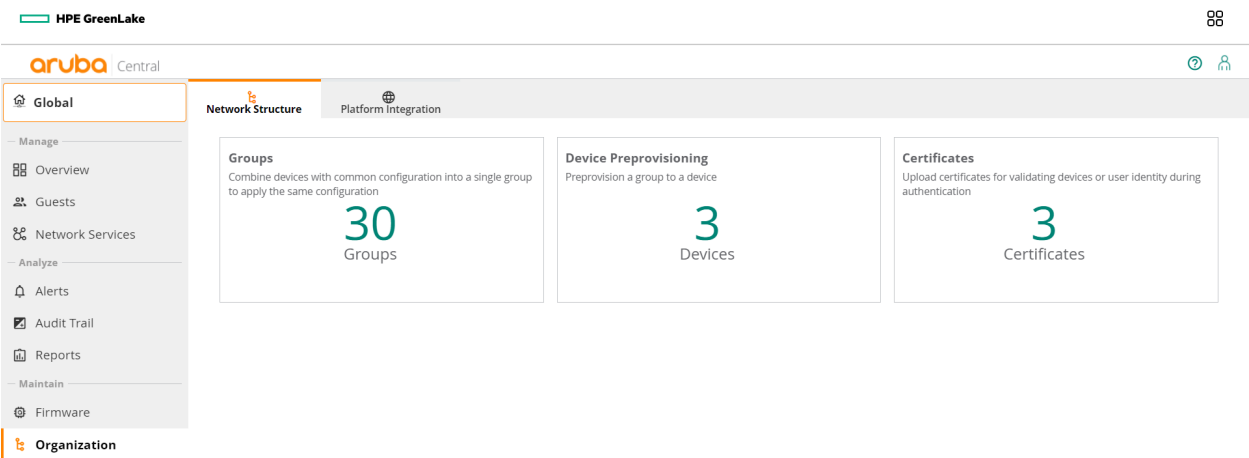 HPE GreenLake
aruba Central
Global
Manage
Overview
Guests
Network Services
Analyze
Alerts
Audit Trail
Reports
Maintain
Firmware
Organization
Network Structure
Platform Integration
Groups
Combine devices with common configuration into a single group
to apply the same configuration
30
Groups
Device Preprovisioning
Preprovision a group to a device
3
Devices
Certificates
Upload certificates for validating devices or user identity during
authentication
3
Certificates